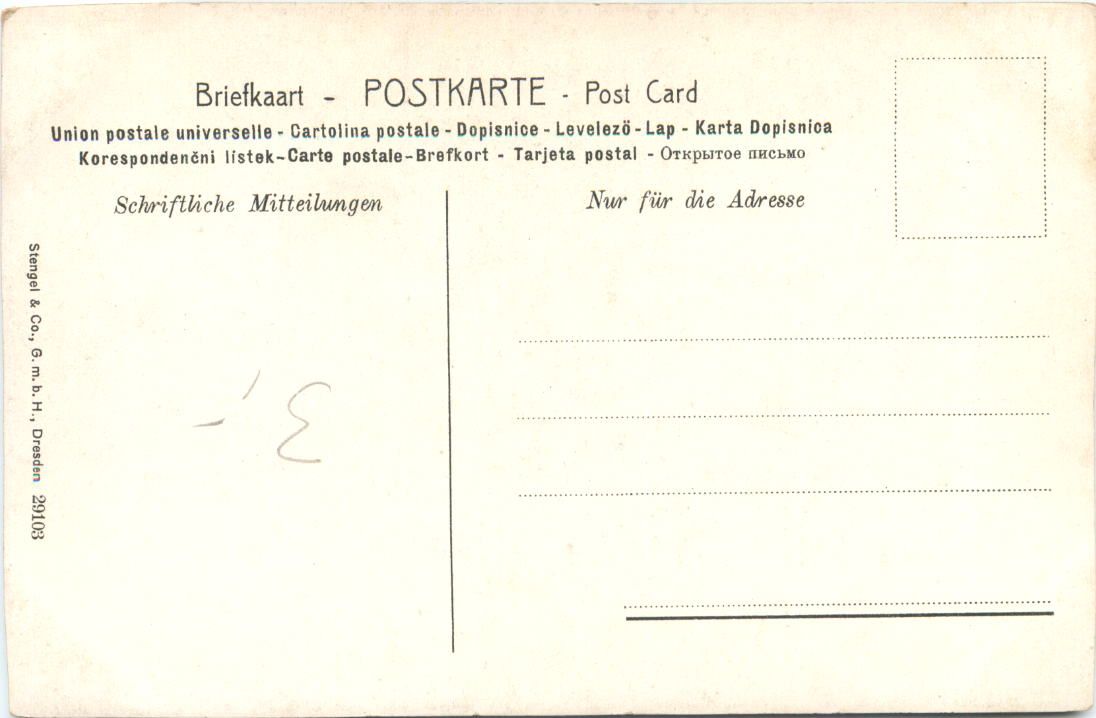 Briefkaart - POSTKARTE - Post Card
Union postale universelle - Cartolina postale - Dopisnice - Levelezö-Lap - Karta Dopisnica
Korespondenčni listek-Carte postale-Brefkort - Tarjeta postal - Открытое письмо
Schriftliche Mitteilungen
Nur für die Adresse
Stengel & Co., G. m. b. H., Dresden 29103